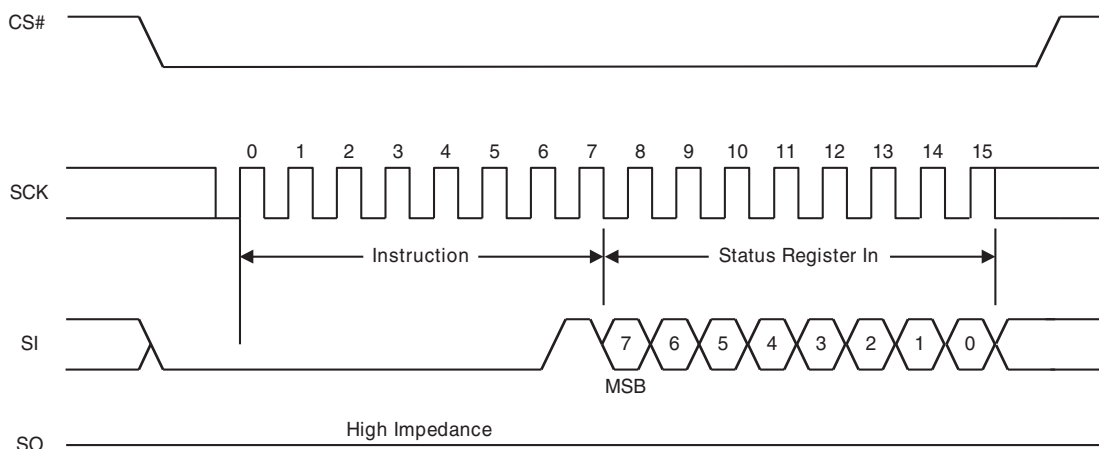 CS#
0 1 2 3 4 5 6 7 8 9 10 11 12 13 14 15
SCK
Instruction Status Register In
SI 7 6 5 4 3 2 1 0
MSB
High Impedance
SO